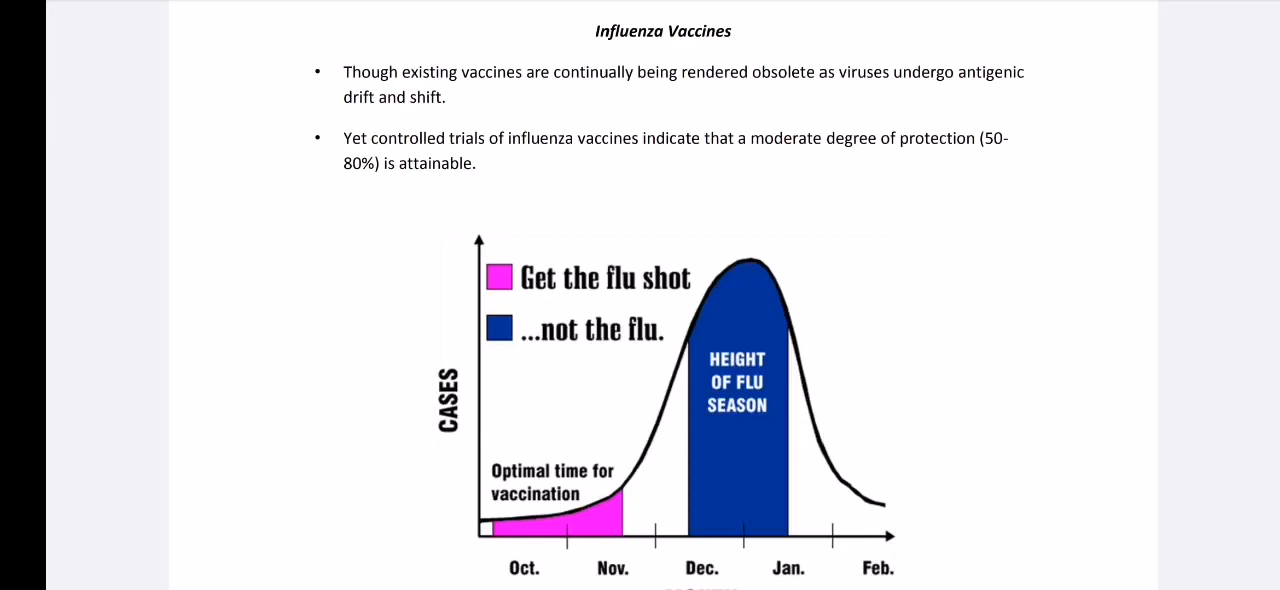 Influenza Vaccines
• Though existing vaccines are continually being rendered obsolete as viruses undergo antigenic
drift and shift.
• Yet controlled trials of influenza vaccines indicate that a moderate degree of protection (50-
80%) is attainable.
Get the flu shot
...not the flu.
HEIGHT
OF FLU
SEASON
CASES
Optimal time for
vaccination
Oct. Nov. Dec. Jan. Feb.